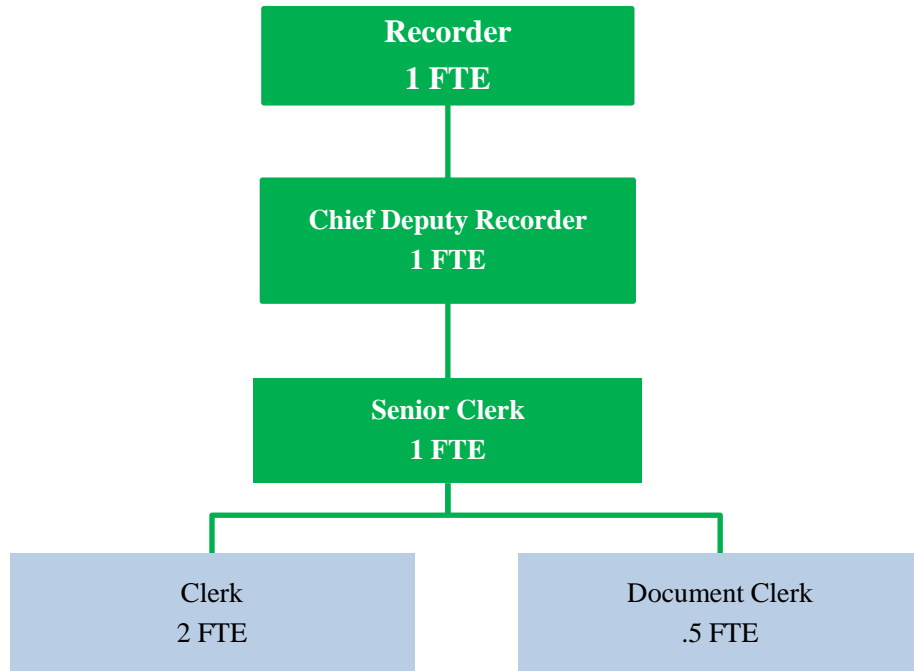 Recorder
1 FTE
Chief Deputy Recorder
1 FTE
Senior Clerk
1 FTE
Clerk
2 FTE
Document Clerk
.5 FTE